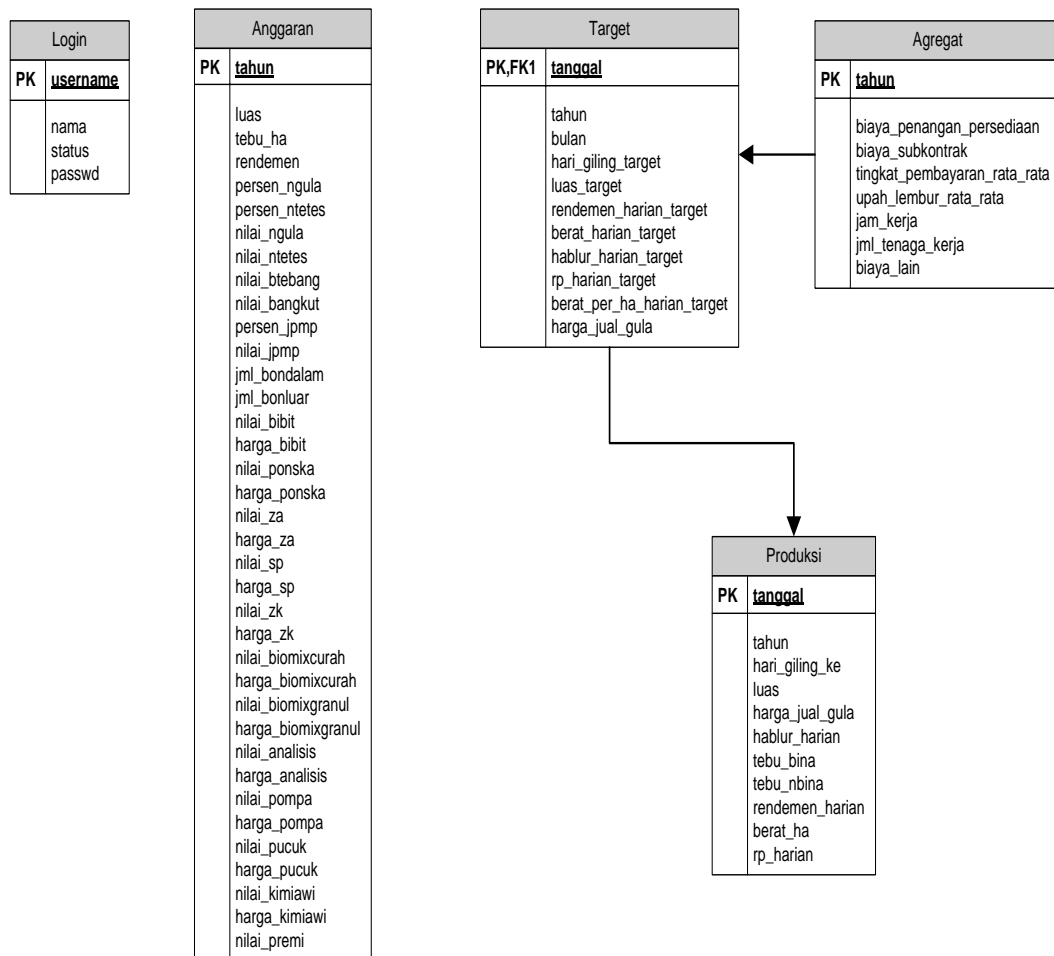 Login
PK username
nama
status
passwd
Anggaran
PK tahun
luas
tebu_ha
rendemen
persen_ngula
persen_ntetes
nilai_ngula
nilai_ntetes
nilai_btebang
nilai_bangkut
persen_jpmp
nilai_jpmp
jml_bondalam
jml_bonluar
nilai_bibit
harga_bibit
nilai_ponska
harga_ponska
nilai_za
harga_za
nilai_sp
harga_sp
nilai_zk
harga_zk
nilai_biomixcurah
harga_biomixcurah
nilai_biomixgranul
harga_biomixgranul
nilai_analisis
harga_analisis
nilai_pompa
harga_pompa
nilai_pucuk
harga_pucuk
nilai_kimiawi
harga_kimiawi
nilai_premi
Target
PK,FK1 tanggal
tahun
bulan
hari_giling_target
luas_target
rendemen_harian_target
berat_harian_target
hablur_harian_target
rp_harian_target
berat_per_ha_harian_target
harga_jual_gula
Agregat
PK tahun
biaya_penangan_persediaan
biaya_subkontrak
tingkat_pembayaran_rata_rata
upah_lembur_rata_rata
jam_kerja
jml_tenaga_kerja
biaya_lain
Produksi
PK tanggal
tahun
hari_giling_ke
luas
harga_jual_gula
hablur_harian
tebu_bina
tebu_nbina
rendemen_harian
berat_ha
rp_harian